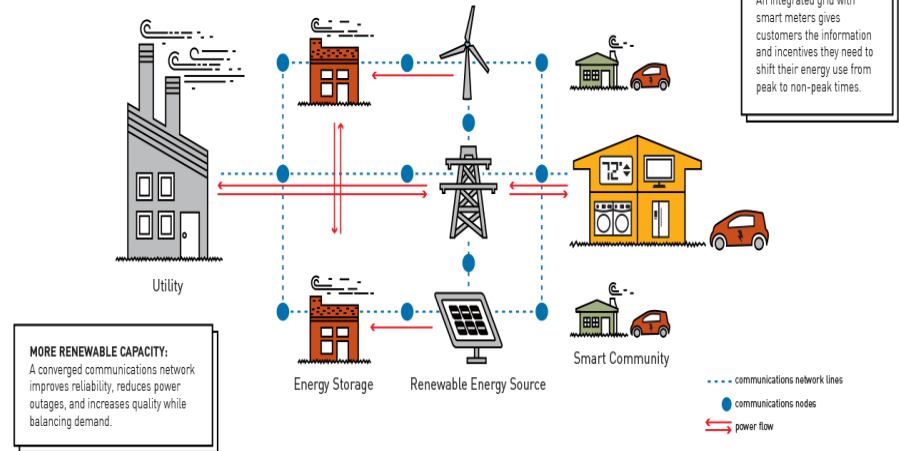 An integrated grid with
smart meters gives
customers the information
and incentives they need to
shift their energy use from
peak to non-peak times.
72°
Utility
MORE RENEWABLE CAPACITY:
A converged communications network
improves reliability, reduces power
outages, and increases quality while
balancing demand.
Energy Storage
Renewable Energy Source
Smart Community
communications network lines
communications nodes
power flow